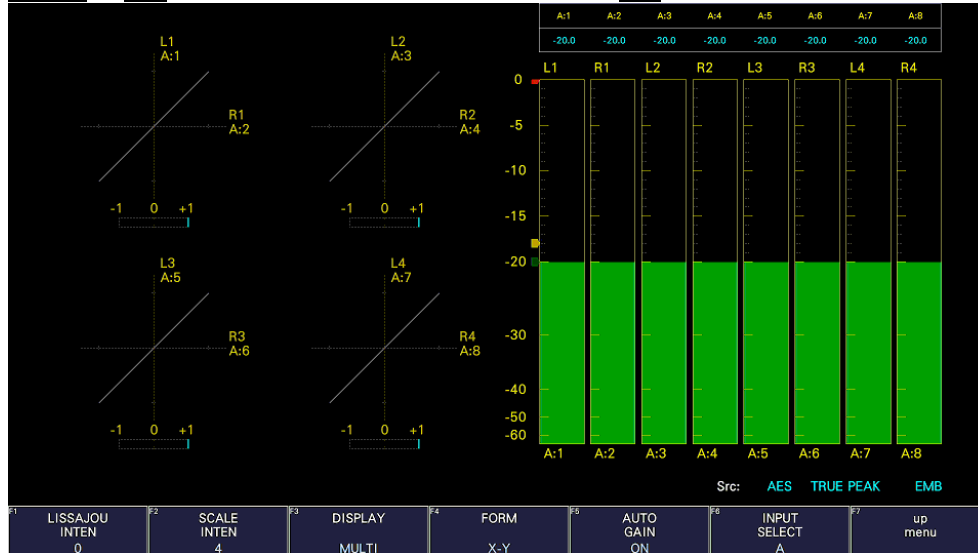 A:1 A:2 A:3 A:4 A:5 A:6 A:7 A:8
-20.0 -20.0 -20.0 -20.0 -20.0 -20.0 -20.0 -20.0
L1
A:1
R1
A:2
-1 0 +1
L2
A:3
R2
A:4
-1 0 +1
L3
A:5
R3
A:6
-1 0 +1
L4
A:7
R4
A:8
-1 0 +1
L1 R1 L2 R2 L3 R3 L4 R4
0
-5
-10
-15
-20
-30
-40
-50
-60
A:1 A:2 A:3 A:4 A:5 A:6 A:7 A:8
Src: AES TRUE PEAK EMB
F1 LISSAJOU
INTEN
0
F2 SCALE
INTEN
4
F3 DISPLAY
MULTI
F4 FORM
X-Y
F5 AUTO
GAIN
ON
F6 INPUT
SELECT
A
F7 up
menu